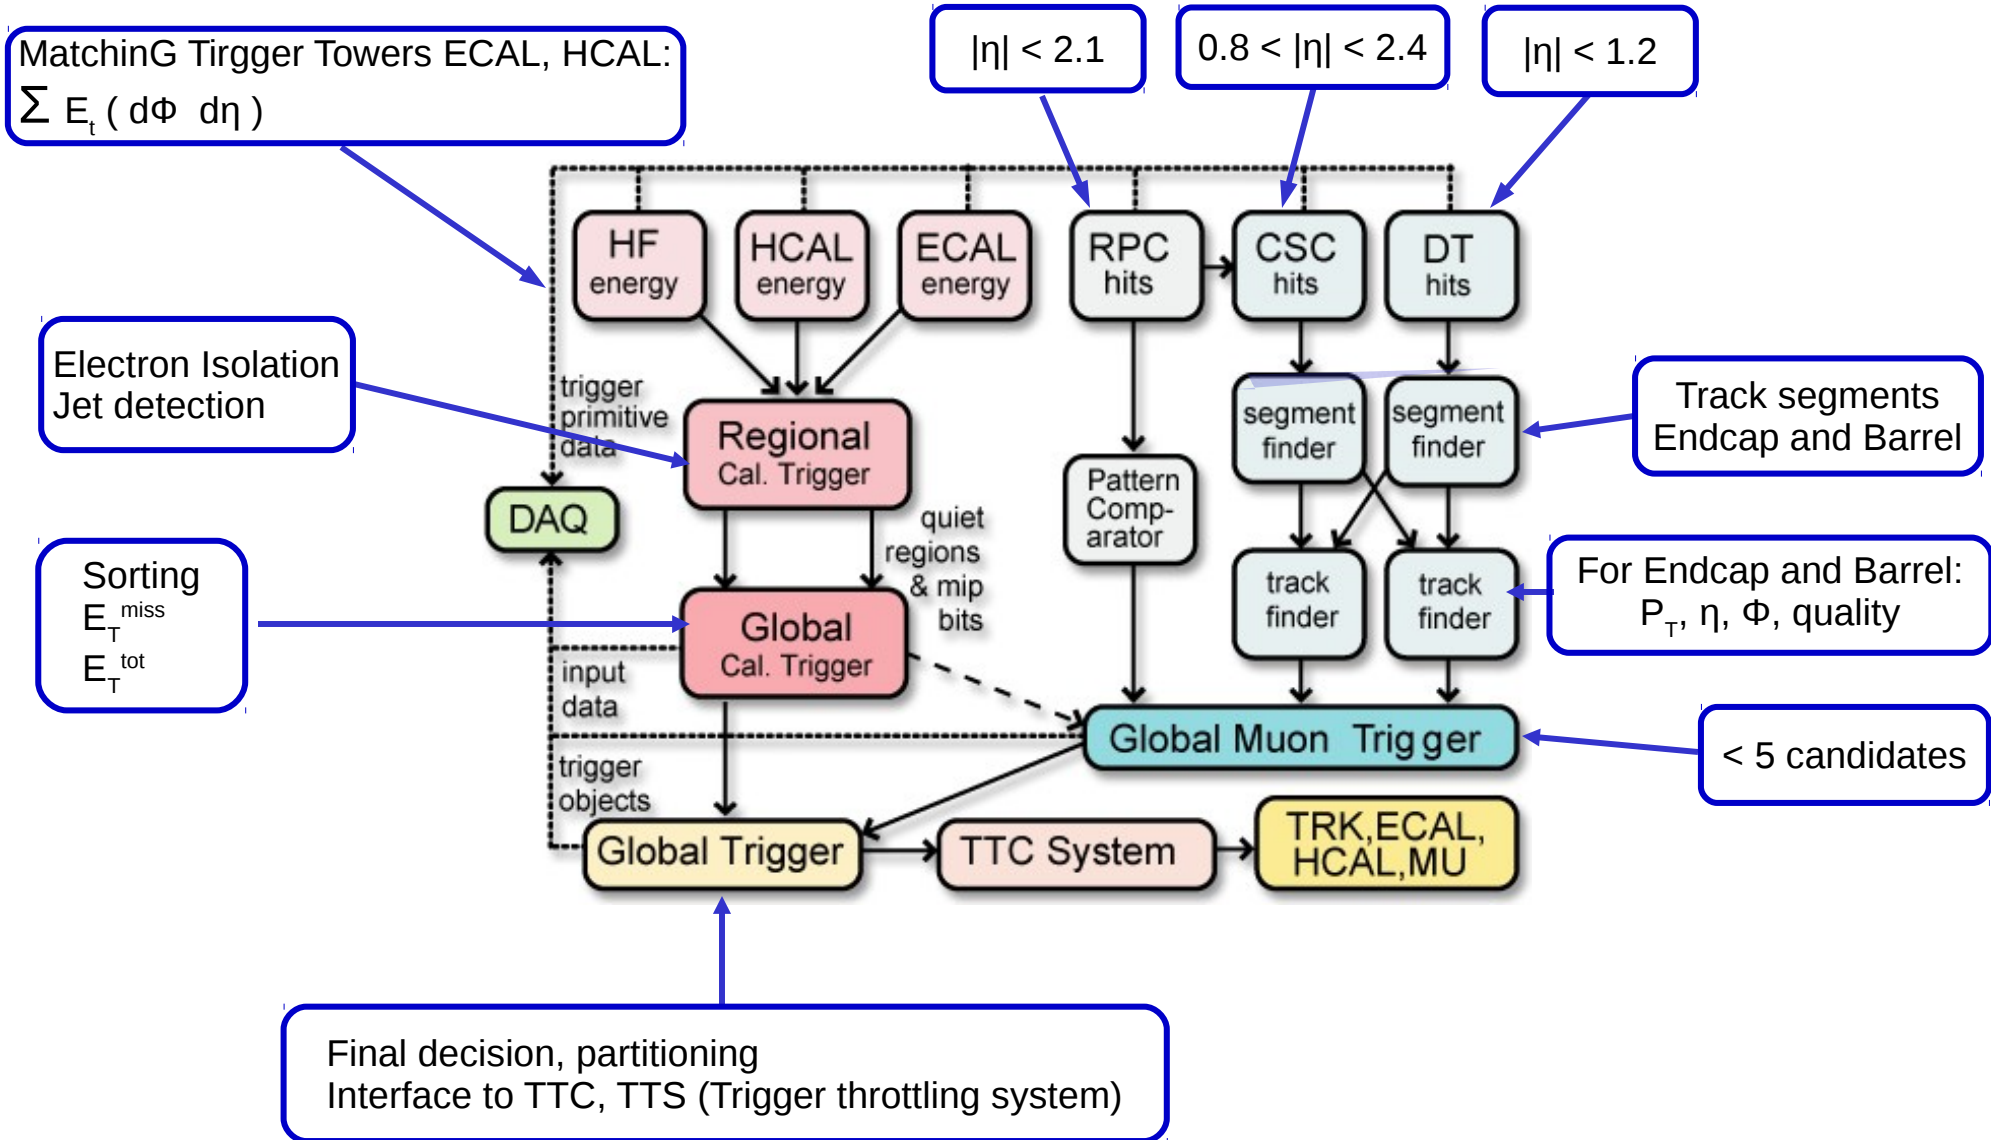 MatchinG Tirgger Towers ECAL, HCAL:
Σ Et ( dΦ dη )
|η| < 2.1
0.8 < |η| < 2.4
|η| < 1.2
HF
energy
HCAL
energy
ECAL
energy
RPC
hits
CSC
hits
DT
hits
Electron Isolation
Jet detection
trigger
primitive
data
Regional
Cal. Trigger
segment
finder
segment
finder
Track segments
Endcap and Barrel
Pattern
Comp-
arator
DAQ
quiet
regions
& mip
bits
Sorting
ET miss
ET tot
Global
Cal. Trigger
track
finder
track
finder
For Endcap and Barrel:
PT, η, Φ, quality
input
data
Global Muon Trigger
< 5 candidates
trigger
objects
Global Trigger
TTC System
TRK,ECAL,
HCAL,MU
Final decision, partitioning
Interface to TTC, TTS (Trigger throttling system)